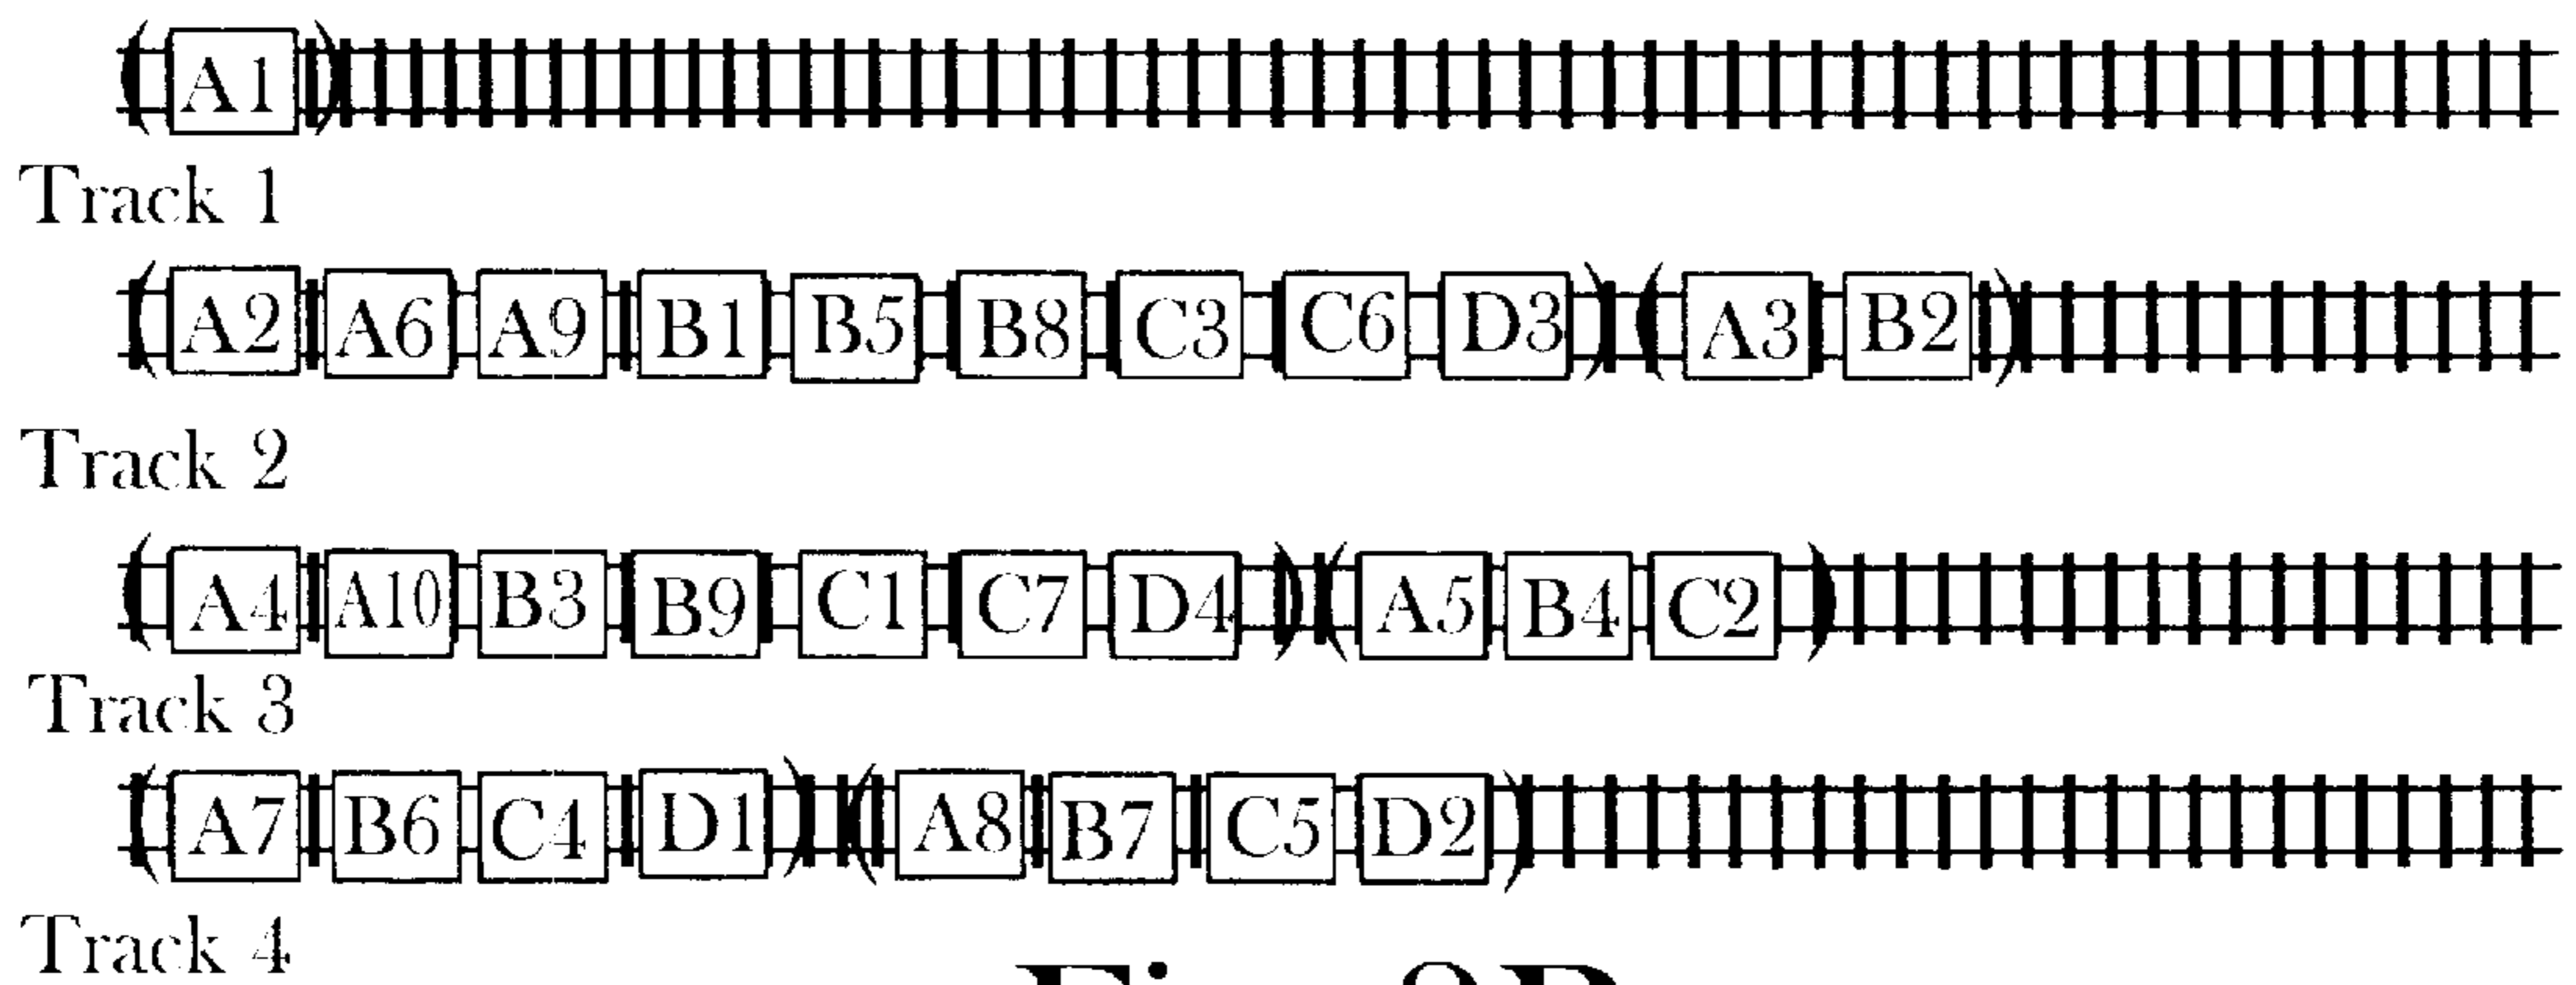 ( A1 )
Track 1
( A2 A6 A9 B1 B5 B8 C3 C6 D3 ) ( A3 B2 )
Track 2
( A4 A10 B3 B9 C1 C7 D4 ) ( A5 B4 C2 )
Track 3
( A7 B6 C4 D1 ) ( A8 B7 C5 D2 )
Track 4